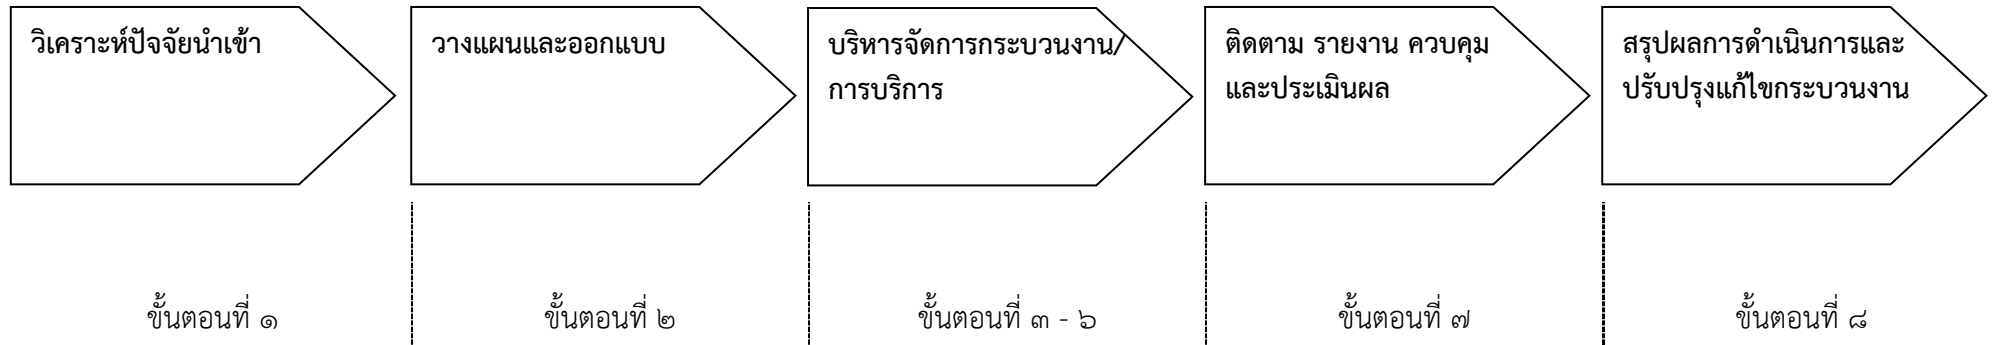 วิเคราะห์ปัจจัยนำเข้า
วางแผนและออกแบบ
บริหารจัดการกระบวนงาน/
การบริการ
ติดตาม รายงาน ควบคุม
และประเมินผล
สรุปผลการดำเนินการและ
ปรับปรุงแก้ไขกระบวนงาน
ขั้นตอนที่ ๑
ขั้นตอนที่ ๒
ขั้นตอนที่ ๓ - ๖
ขั้นตอนที่ ๗
ขั้นตอนที่ ๘